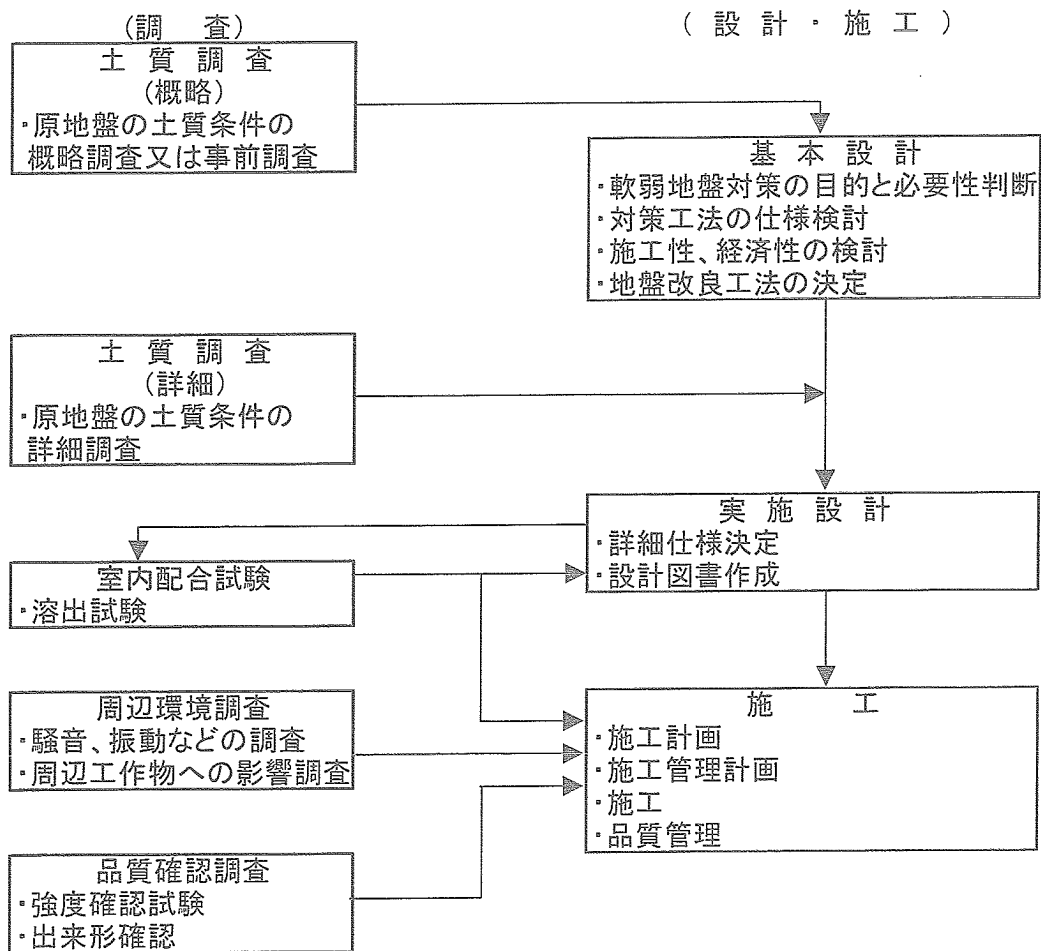 (調　査)
土 質 調 査
(概略)
・原地盤の土質条件の
概略調査又は事前調査
土 質 調 査
(詳細)
・原地盤の土質条件の
詳細調査
室内配合試験
・溶出試験
周辺環境調査
・騒音、振動などの調査
・周辺工作物への影響調査
品質確認調査
・強度確認試験
・出来形確認
( 設 計 ・ 施 工 )
基 本 設 計
・軟弱地盤対策の目的と必要性判断
・対策工法の仕様検討
・施工性、経済性の検討
・地盤改良工法の決定
実 施 設 計
・詳細仕様決定
・設計図書作成
施　　工
・施工計画
・施工管理計画
・施工
・品質管理